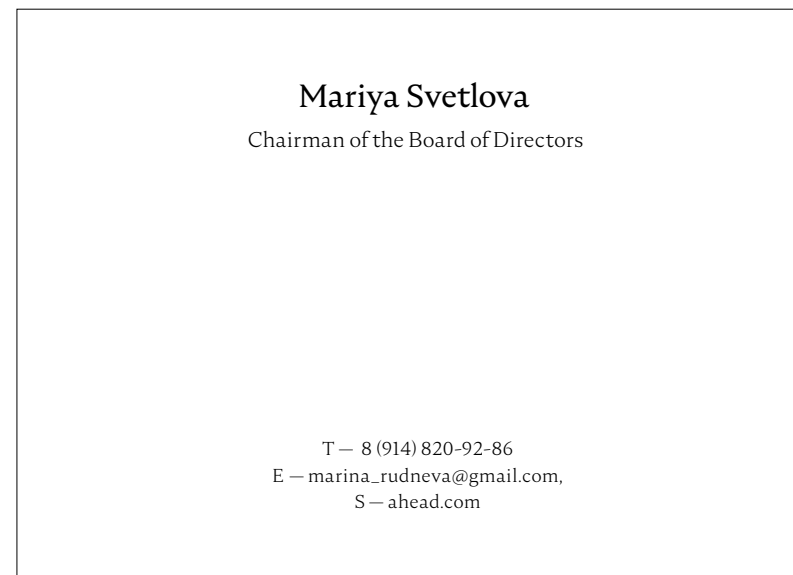 Mariya Svetlova
Chairman of the Board of Directors
T — 8 (914) 820-92-86
E — marina_rudneva@gmail.com,
S — ahead.com